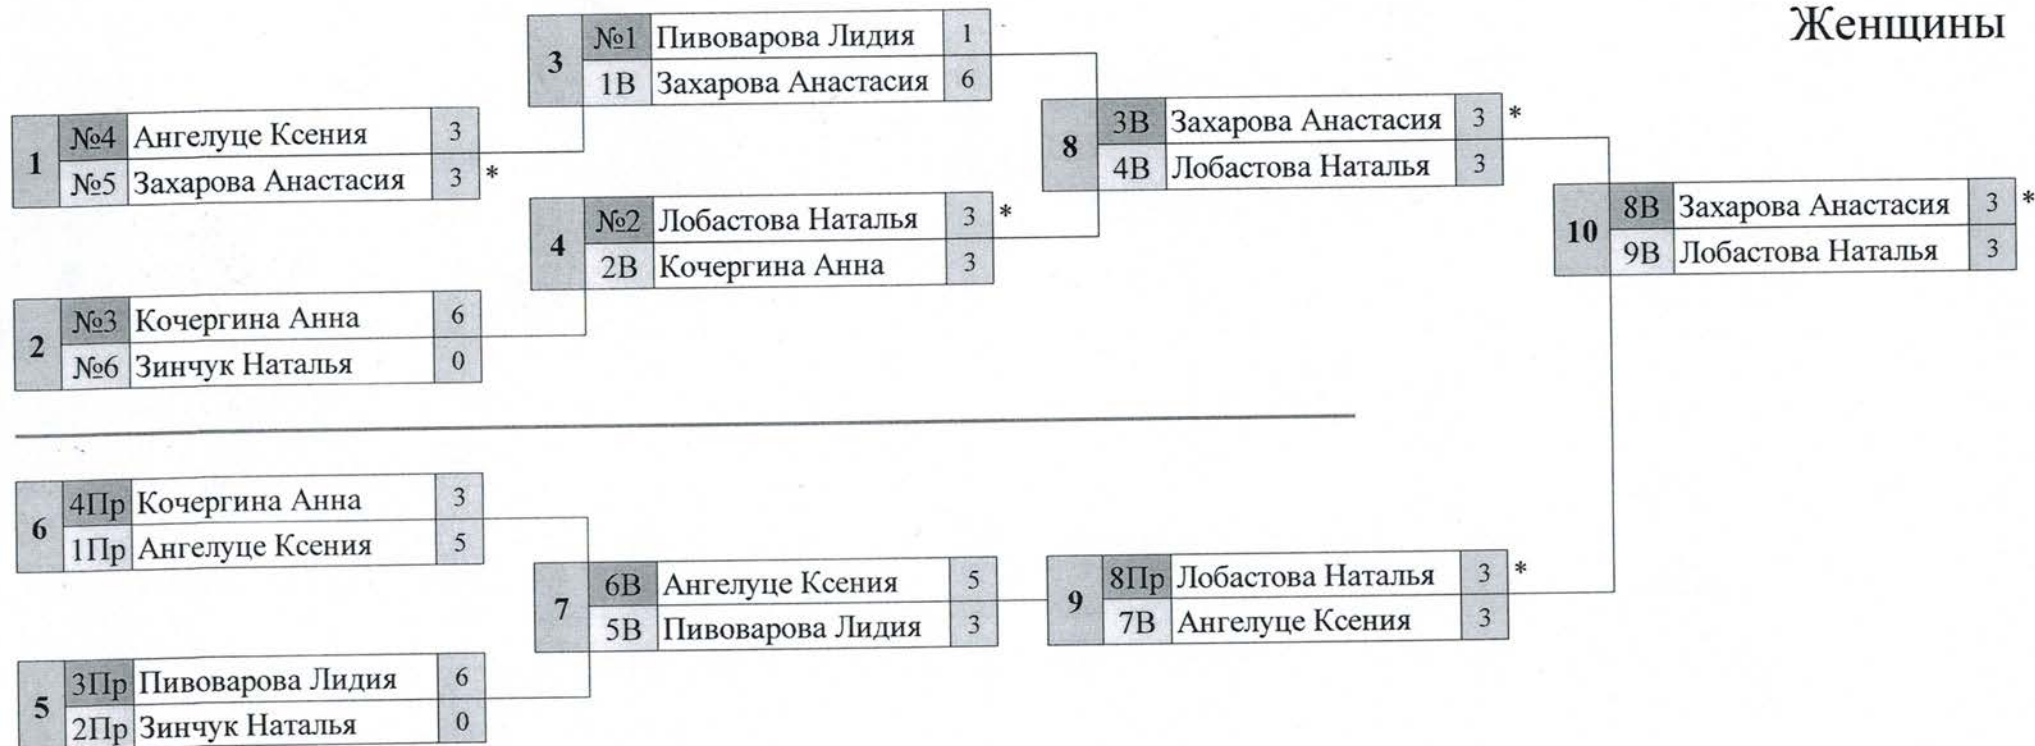 Женщины
3
№1 Пивоварова Лидия 1
1В Захарова Анастасия 6
1
№4 Ангелуце Ксения 3
№5 Захарова Анастасия 3 *
8
3В Захарова Анастасия 3 *
4В Лобастова Наталья 3
4
№2 Лобастова Наталья 3 *
2В Кочергина Анна 3
10
8В Захарова Анастасия 3 *
9В Лобастова Наталья 3
2
№3 Кочергина Анна 6
№6 Зинчук Наталья 0
6
4Пр Кочергина Анна 3
1Пр Ангелуце Ксения 5
7
6В Ангелуце Ксения 5
5В Пивоварова Лидия 3
9
8Пр Лобастова Наталья 3 *
7В Ангелуце Ксения 3
5
3Пр Пивоварова Лидия 6
2Пр Зинчук Наталья 0